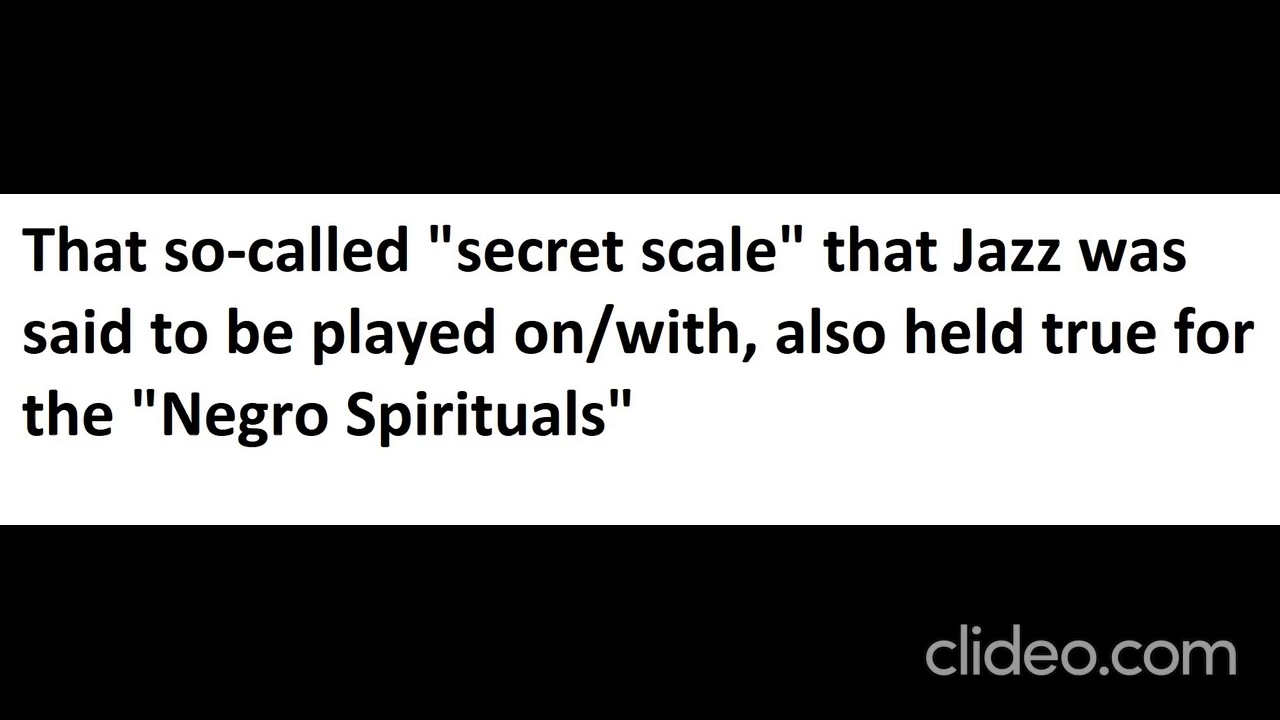 That so-called "secret scale" that Jazz was
said to be played on/with, also held true for
the "Negro Spirituals"
clideo.com